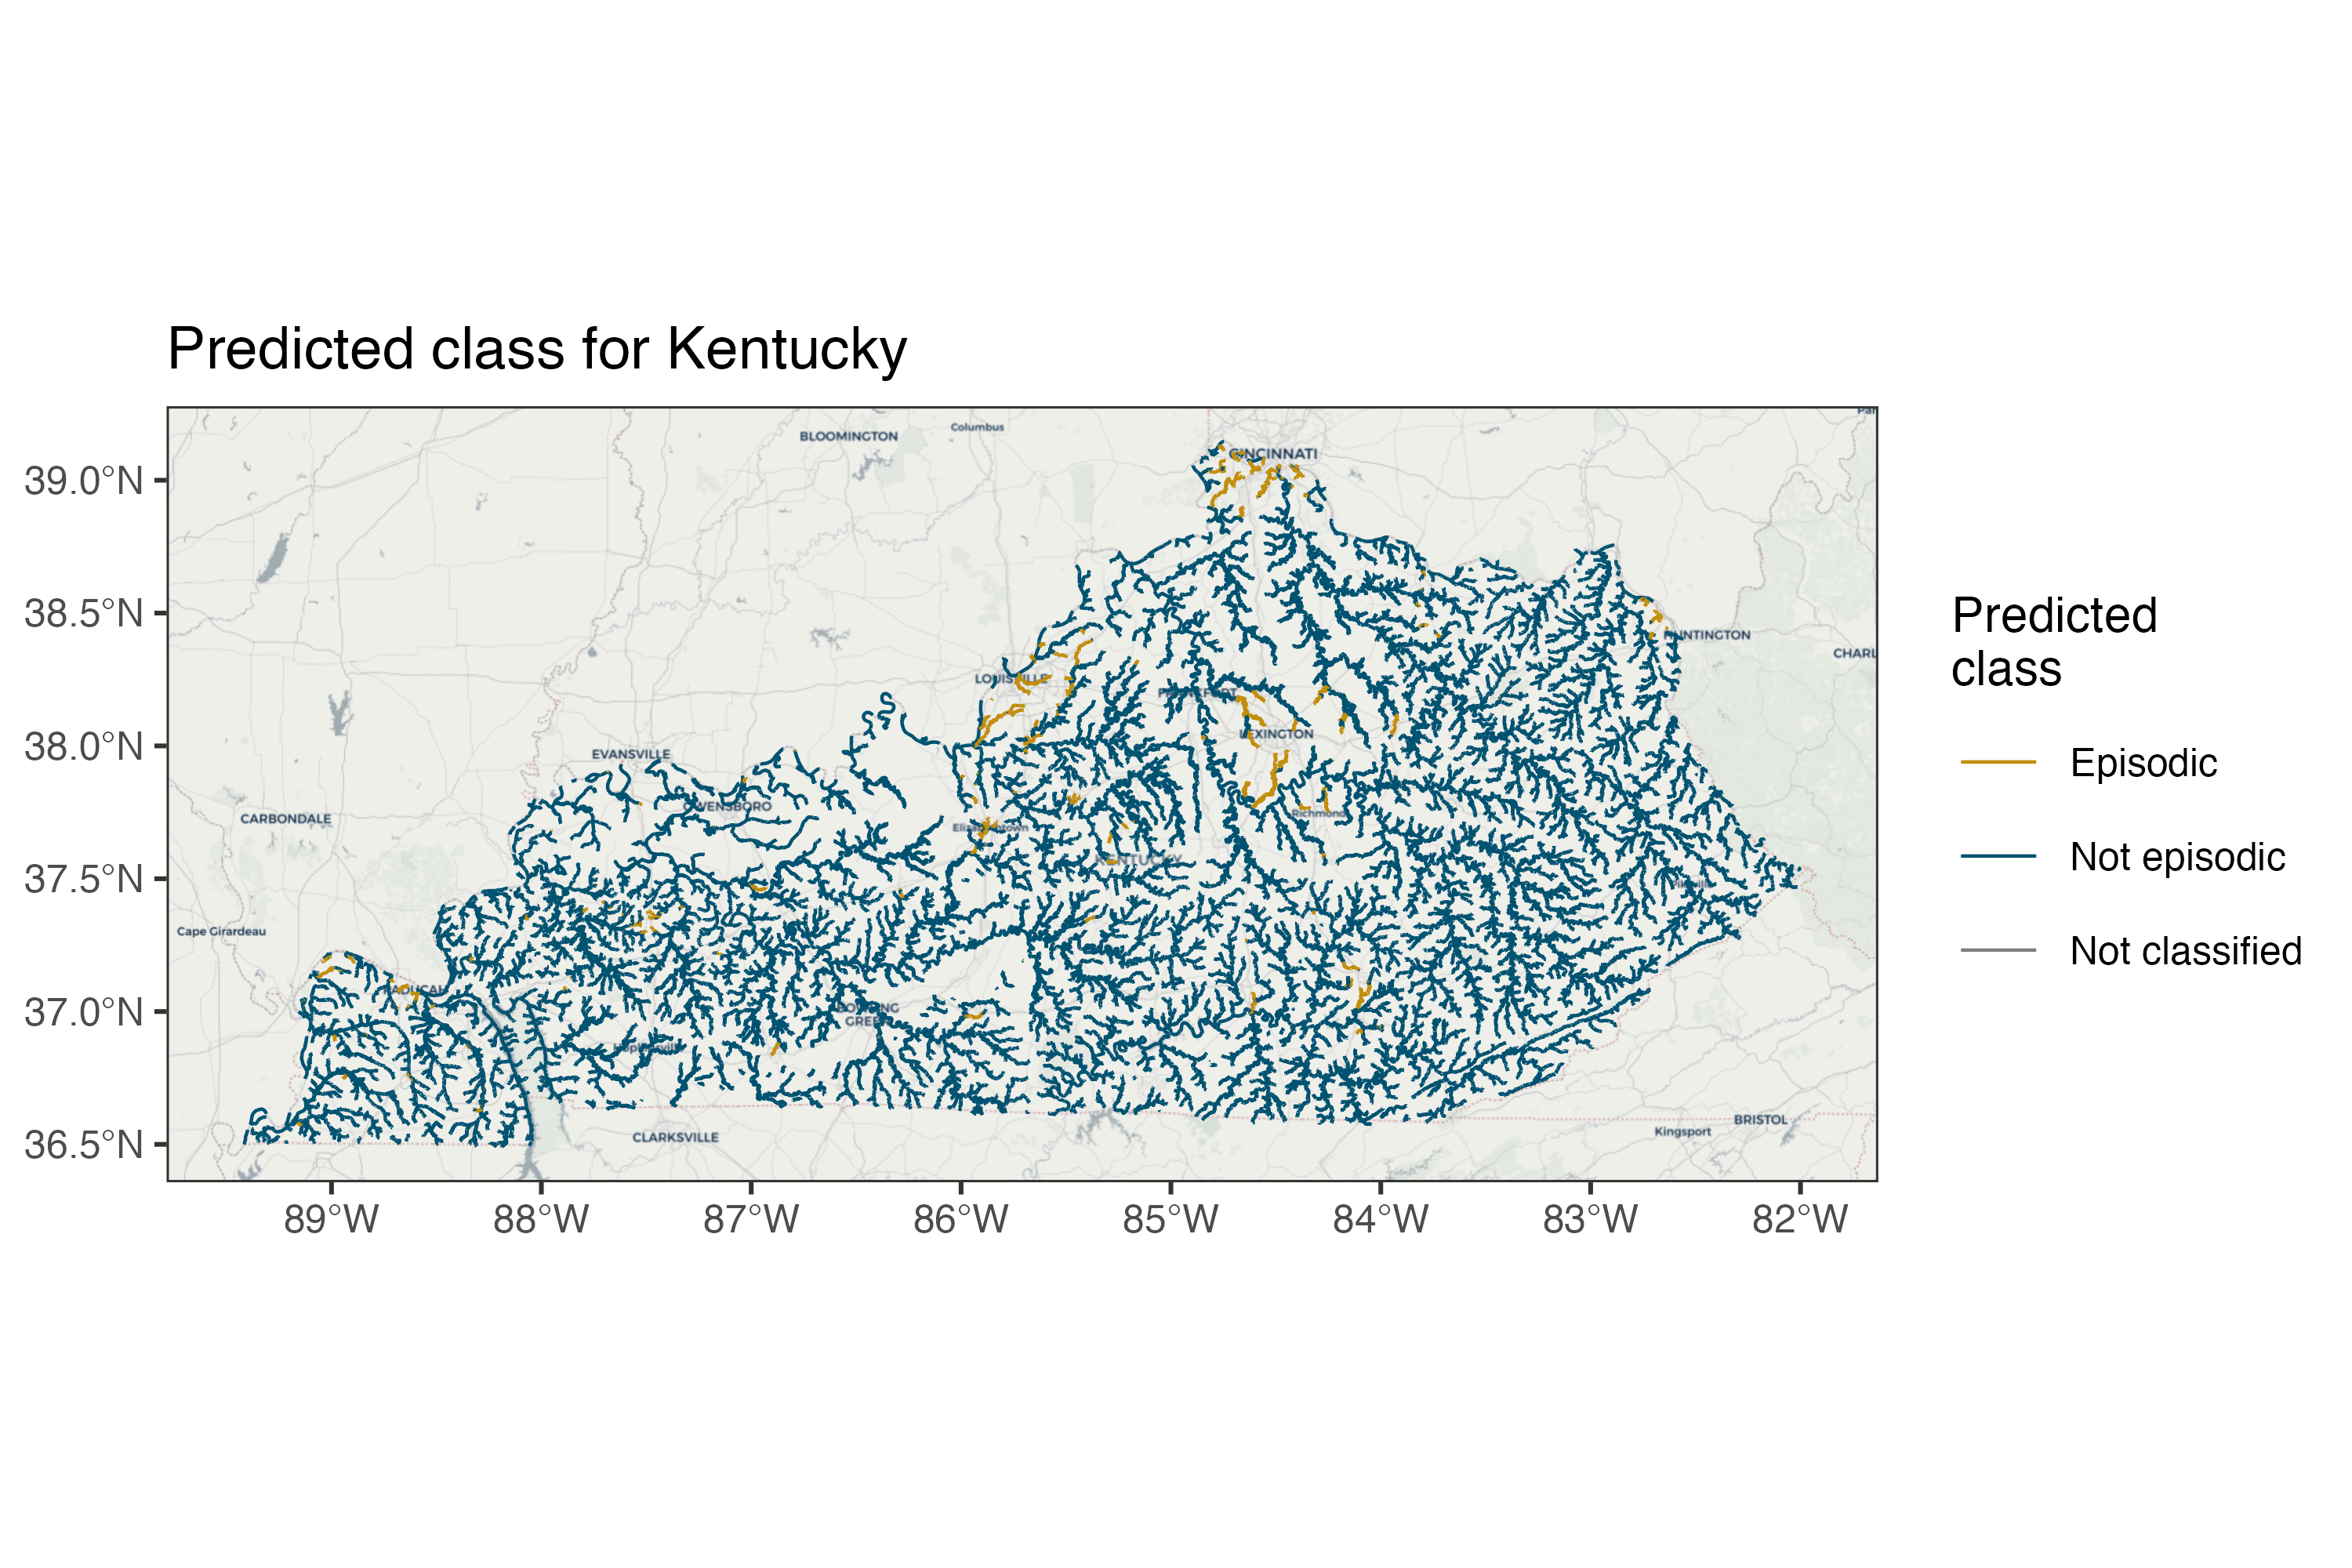 Predicted class for Kentucky
39.0°N
38.5°N
38.0°N
37.5°N
37.0°N
36.5°N
89°W
88°W
87°W
86°W
85°W
84°W
83°W
82°W
BLOOMINGTON
Columbus
CINCINNATI
HUNTINGTON
CHARL
LOUISVILLE
FRANKFORT
LEXINGTON
EVANSVILLE
OWENSBORO
CARBONDALE
Elizabethtown
Richmond
KENTUCKY
Pikeville
Cape Girardeau
PADUCAH
BOWLING
GREEN
Hopkinsville
CLARKSVILLE
BRISTOL
Kingsport
Predicted
class
Episodic
Not episodic
Not classified